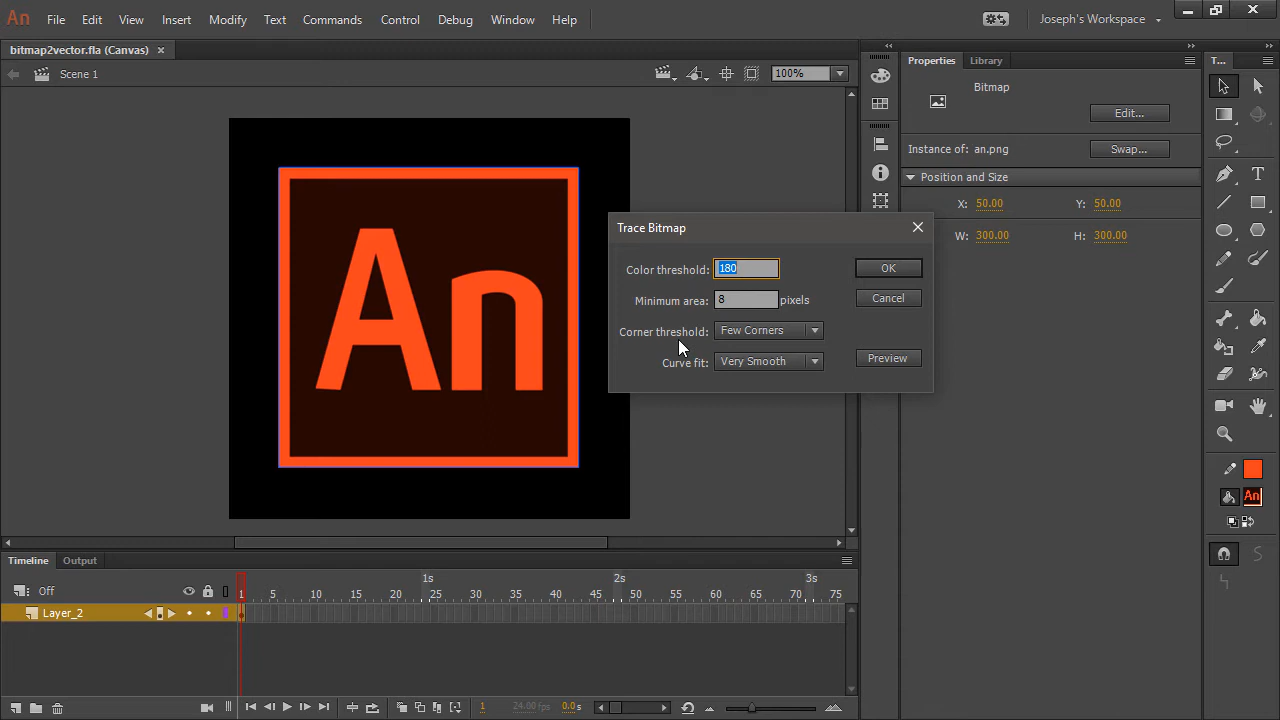 An File Edit View Insert Modify Text Commands Control Debug Window Help Joseph's Workspace
bitmap2vector.fla (Canvas) × Properties Library T...
Scene 1 100%
Bitmap
Edit...
Instance of: an.png Swap...
Position and Size
X: 50.00 Y: 50.00
W: 300.00 H: 300.00
An
Trace Bitmap
Color threshold: 180 OK
Minimum area: 8 pixels Cancel
Corner threshold: Few Corners
Curve fit: Very Smooth Preview
An
Timeline Output
1s 2s 3s
Off 1 5 10 15 20 25 30 35 40 45 50 55 60 65 70 75
Layer_2
1 24.00 fps 0.0 s